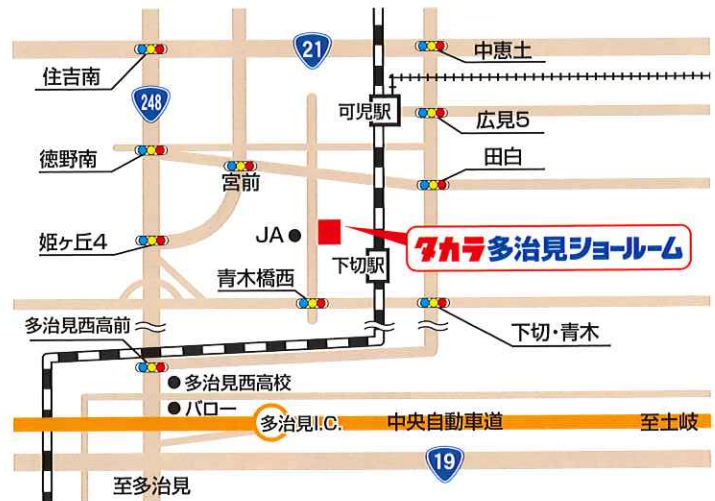 21
中恵土
住吉南
248
可児駅
広見5
徳野南
田白
宮前
姫ヶ丘4
JA
タカラ多治見ショールーム
下切駅
青木橋西
多治見西高前
下切・青木
多治見西高校
バロー
多治見I.C.
中央自動車道
至土岐
19
至多治見